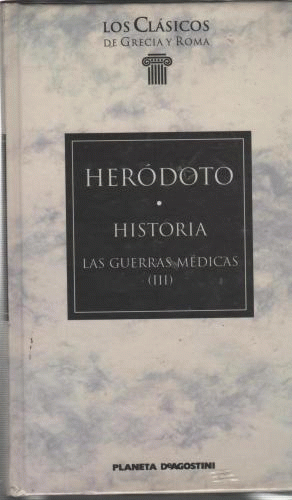 LOS CLÁSICOS
DE GRECIA Y ROMA
HERÓDOTO
•
HISTORIA
LAS GUERRAS MÉDICAS
(III)
PLANETA DEAGOSTINI